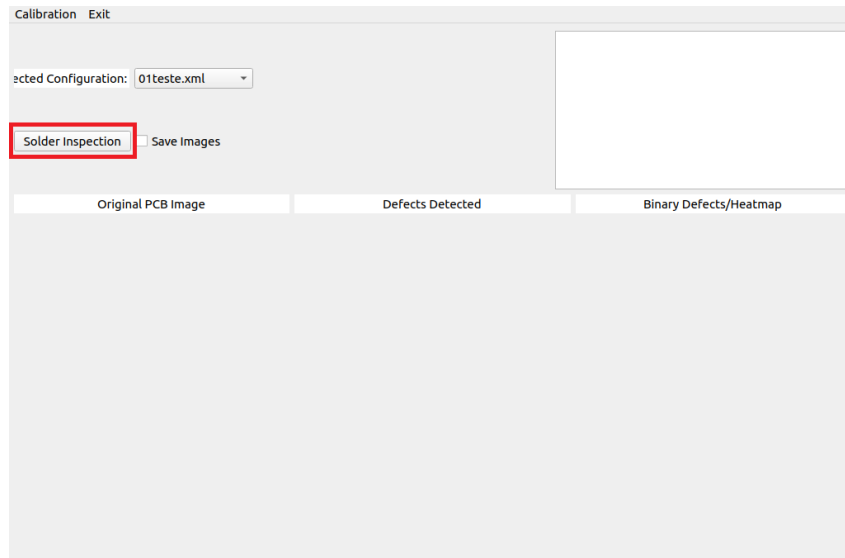 Calibration Exit
ected Configuration: 01teste.xml
Solder Inspection Save Images
Original PCB Image Defects Detected Binary Defects/Heatmap